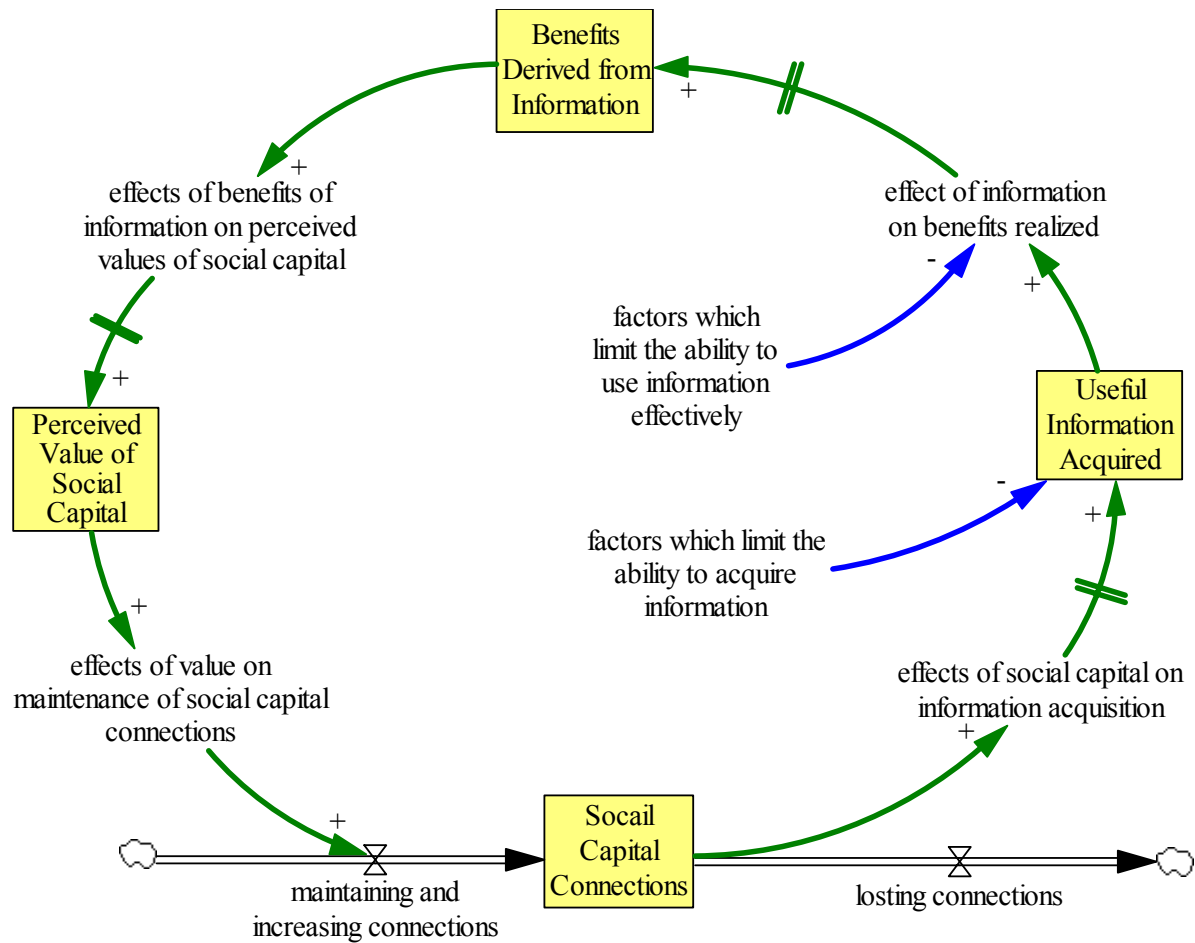 Benefits
Derived from
Information
+
+
effects of benefits of
information on perceived
values of social capital
effect of information
on benefits realized
-
+
factors which
limit the ability to
use information
effectively
+
Perceived
Value of
Social
Capital
Useful
Information
Acquired
-
+
factors which limit the
ability to acquire
information
+
effects of value on
maintenance of social capital
connections
effects of social capital on
information acquisition
+
+
Socail
Capital
Connections
maintaining and
increasing connections
losting connections